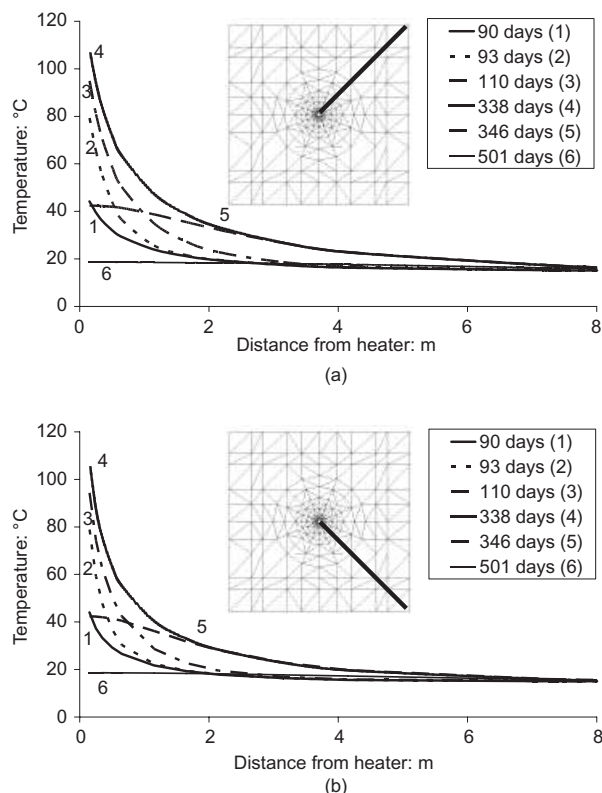 120
100
80
60
40
20
0
Temperature: °C
4
3
2
1
6
5
90 days (1)
93 days (2)
110 days (3)
338 days (4)
346 days (5)
501 days (6)
0 2 4 6 8
Distance from heater: m
(a)
120
100
80
60
40
20
0
Temperature: °C
4
3
2
1
6
5
90 days (1)
93 days (2)
110 days (3)
338 days (4)
346 days (5)
501 days (6)
0 2 4 6 8
Distance from heater: m
(b)